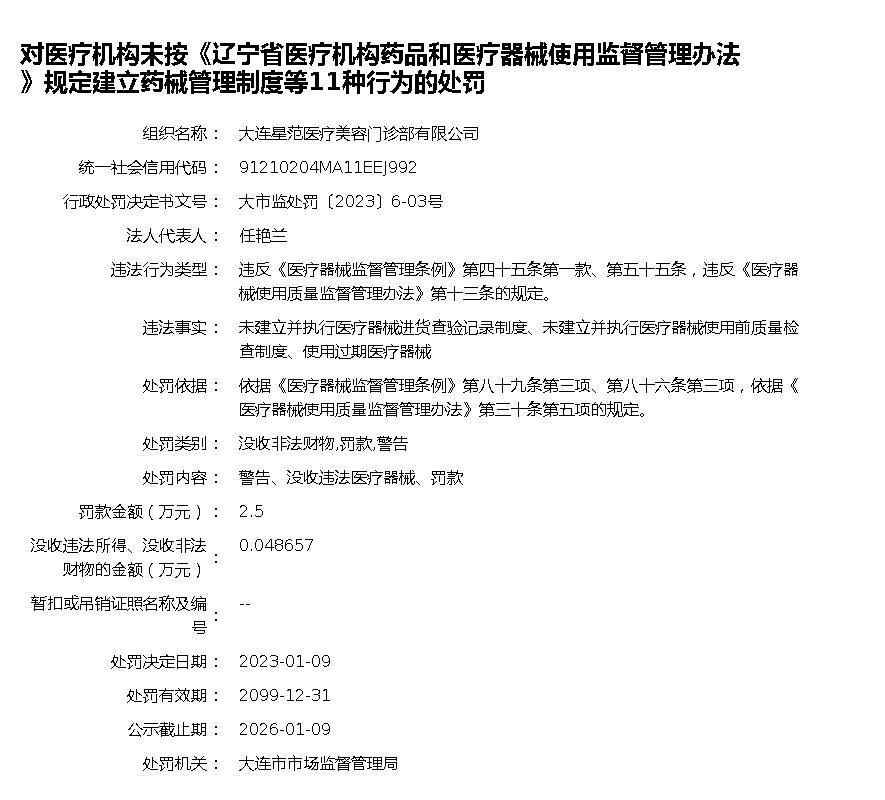 对医疗机构未按《辽宁省医疗机构药品和医疗器械使用监督管理办法
》规定建立药械管理制度等11种行为的处罚
组织名称： 大连星范医疗美容门诊部有限公司
统一社会信用代码： 91210204MA11EEJ992
行政处罚决定书文号： 大市监处罚〔2023〕6-03号
法人代表人： 任艳兰
违法行为类型： 违反《医疗器械监督管理条例》第四十五条第一款、第五十五条，违反《医疗器
械使用质量监督管理办法》第十三条的规定。
违法事实： 未建立并执行医疗器械进货查验记录制度、未建立并执行医疗器械使用前质量检
查制度、使用过期医疗器械
处罚依据： 依据《医疗器械监督管理条例》第八十九条第三项、第八十六条第三项，依据《
医疗器械使用质量监督管理办法》第三十条第五项的规定。
处罚类别： 没收非法财物,罚款,警告
处罚内容： 警告、没收违法医疗器械、罚款
罚款金额（万元）： 2.5
没收违法所得、没收非法
财物的金额（万元）： 0.048657
暂扣或吊销证照名称及编
号： --
处罚决定日期： 2023-01-09
处罚有效期： 2099-12-31
公示截止期： 2026-01-09
处罚机关： 大连市市场监督管理局